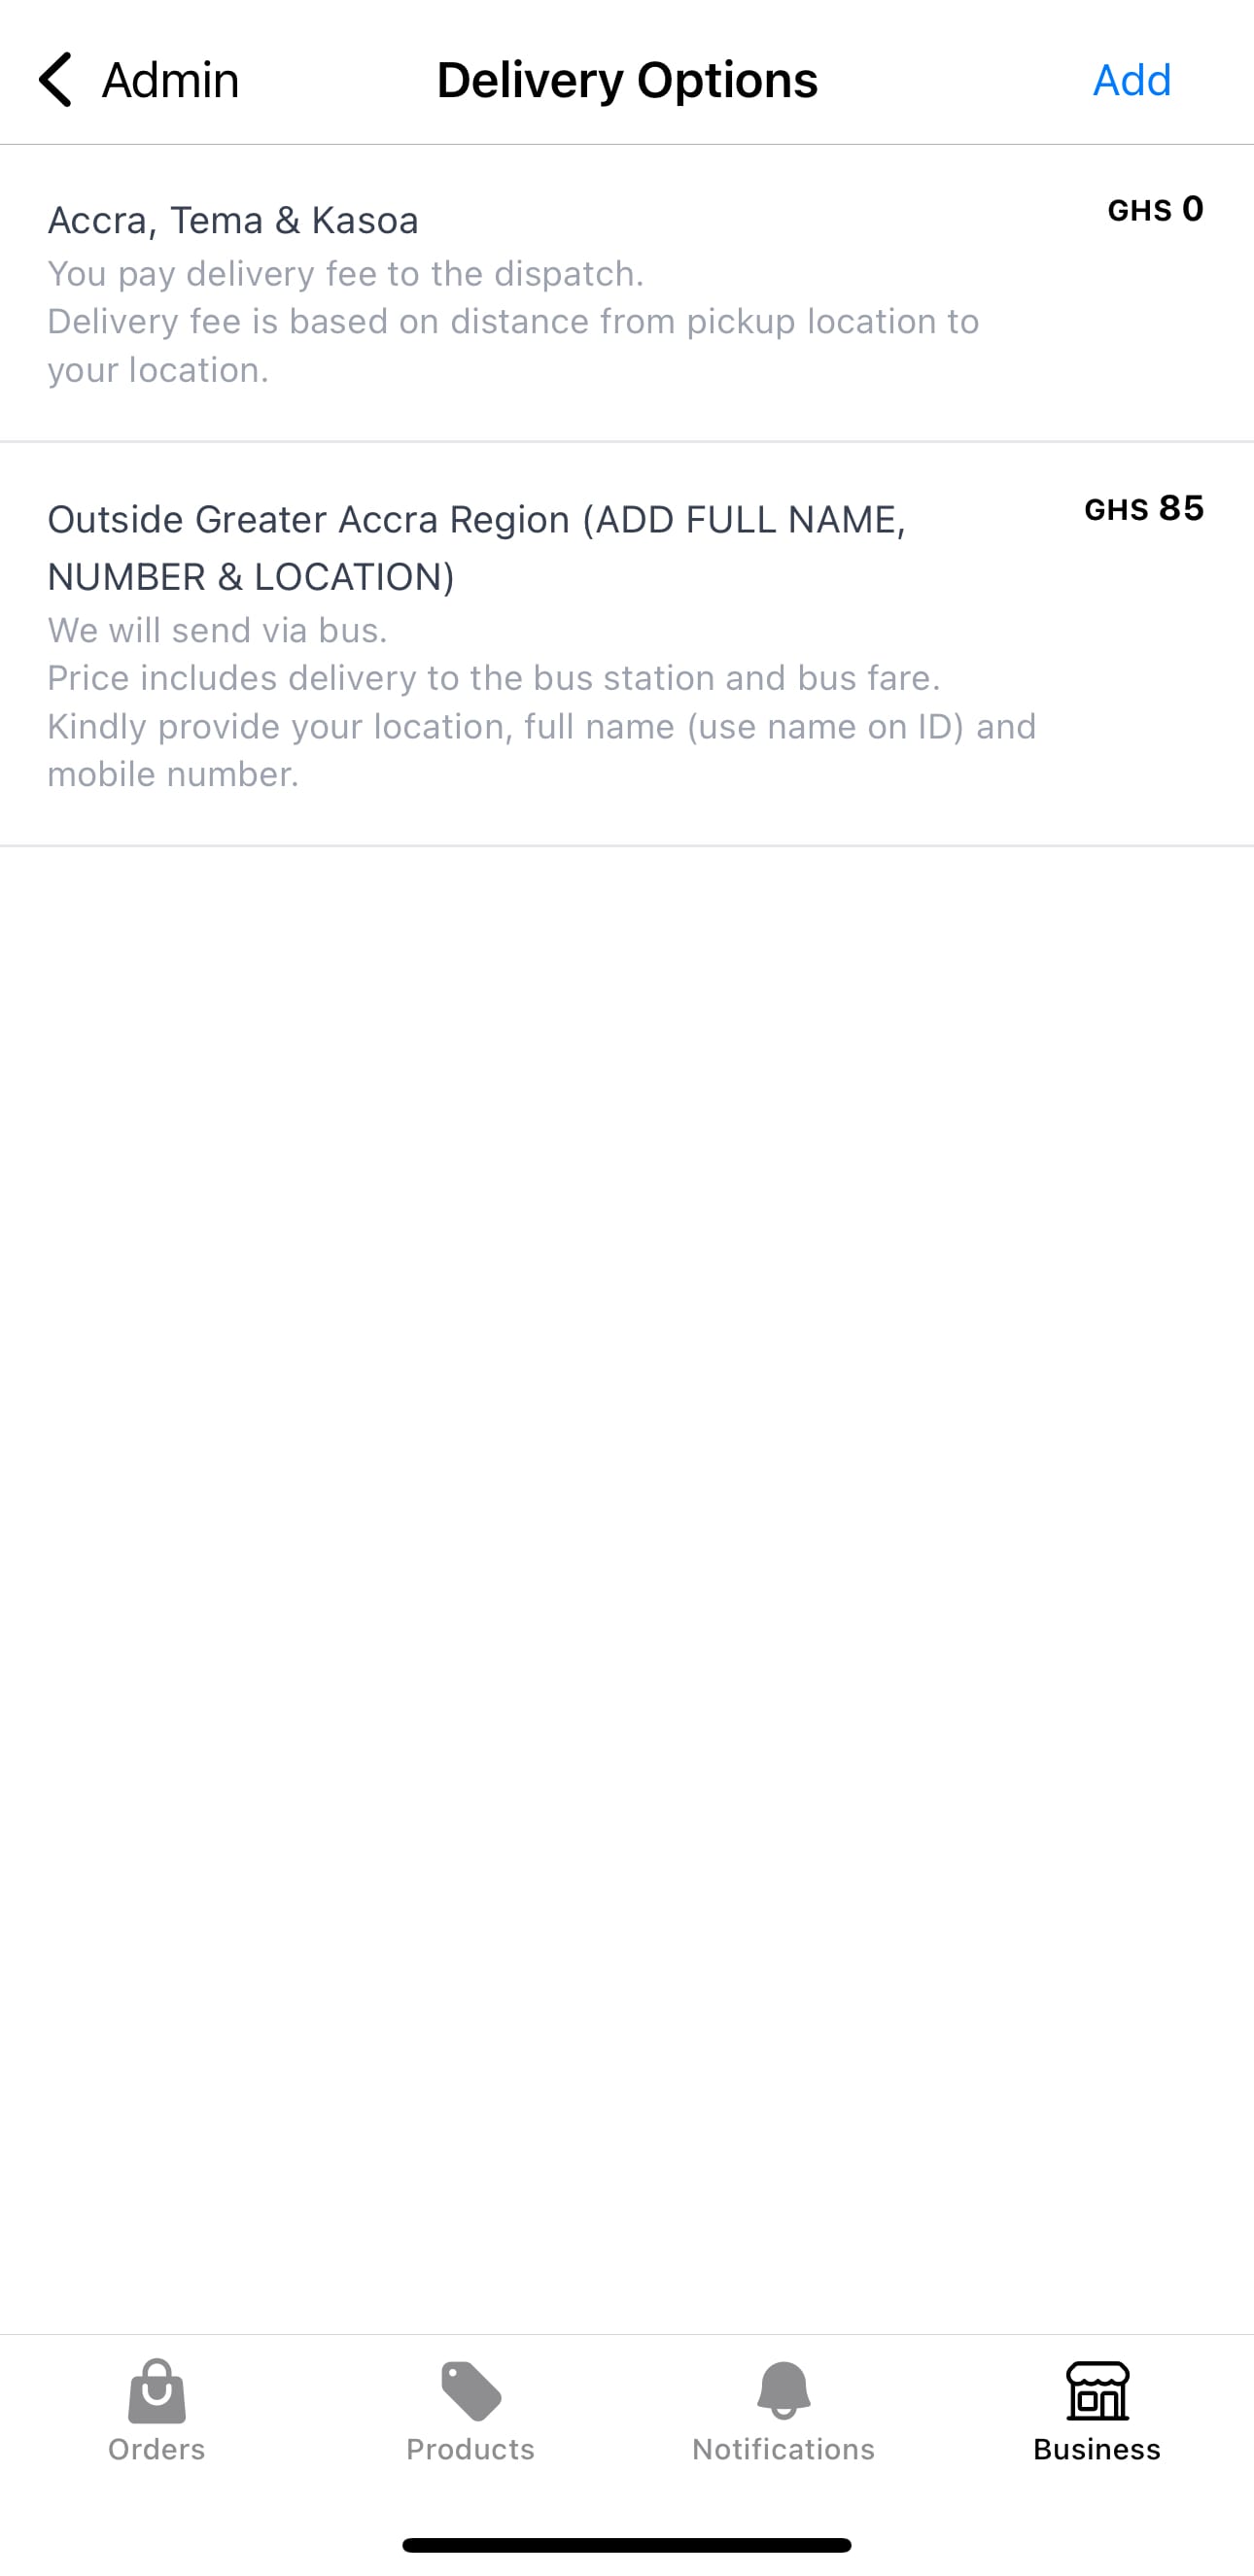 Admin
Delivery Options
Add
Accra, Tema & Kasoa
GHS 0
You pay delivery fee to the dispatch.
Delivery fee is based on distance from pickup location to
your location.
Outside Greater Accra Region (ADD FULL NAME,
GHS 85
NUMBER & LOCATION)
We will send via bus.
Price includes delivery to the bus station and bus fare.
Kindly provide your location, full name (use name on ID) and
mobile number.
Orders
Products
Notifications
Business